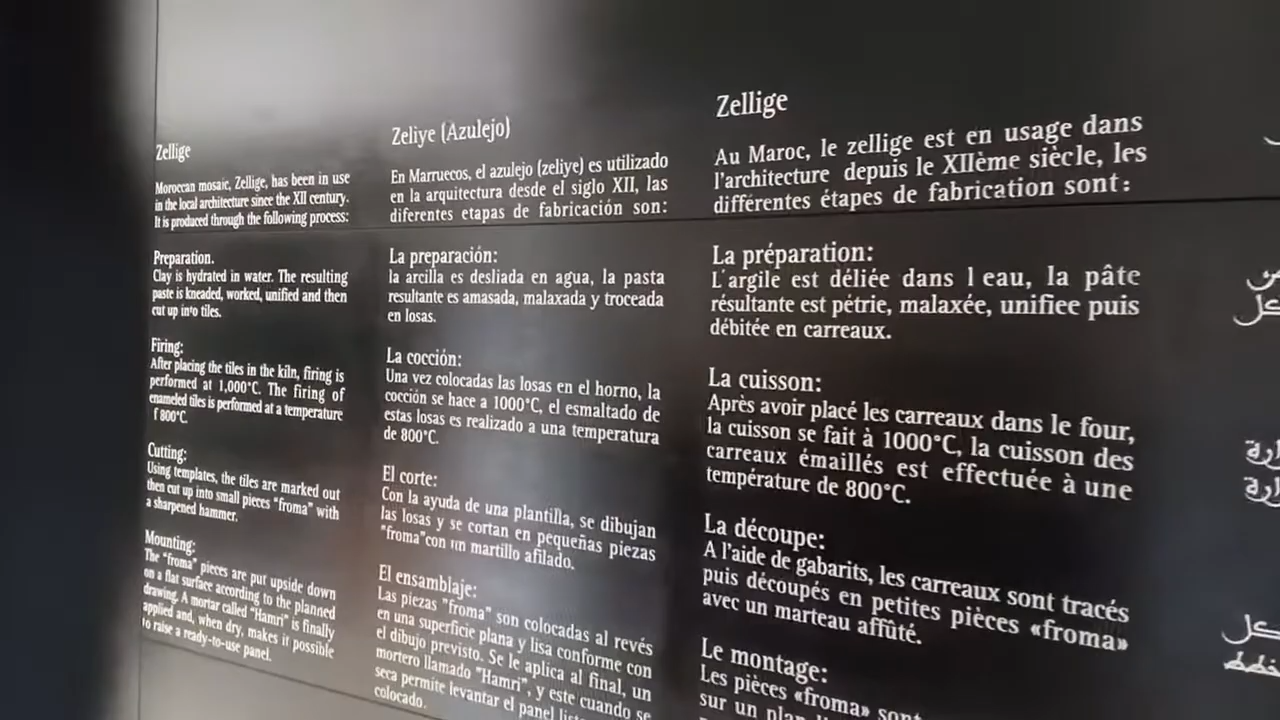 Zellige
Moroccan mosaic, Zellige, has been in use
in the local architecture since the XII century.
It is produced through the following process:
Preparation.
Clay is hydrated in water. The resulting
paste is kneaded, worked, unified and then
cut up into tiles.
Firing:
After placing the tiles in the kiln, firing is
performed at 1,000°C. The firing of
enameled tiles is performed at a temperature
f 800°C.
Cutting:
Using templates, the tiles are marked out
then cut up into small pieces "froma" with
a sharpened hammer.
Mounting:
The "froma" pieces are put upside down
on a flat surface according to the planned
drawing. A mortar called "Hamri" is finally
applied and, when dry, makes it possible
to raise a ready-to-use panel.
Zeliye (Azulejo)
En Marruecos, el azulejo (zeliye) es utilizado
en la arquitectura desde el siglo XII, las
diferentes etapas de fabricación son:
La preparación:
la arcilla es desliada en agua, la pasta
resultante es amasada, malaxada y troceada
en losas.
La cocción:
Una vez colocadas las losas en el horno, la
cocción se hace a 1000°C, el esmaltado de
estas losas es realizado a una temperatura
de 800°C.
El corte:
Con la ayuda de una plantilla, se dibujan
las losas y se cortan en pequeñas piezas
"froma"con un martillo afilado.
El ensamblaje:
Las piezas "froma" son colocadas al revés
en una superficie plana y lisa conforme con
el dibujo previsto. Se le aplica al final, un
mortero llamado "Hamri", y este cuando se
seca permite levantar el panel
colocado.
Zellige
Au Maroc, le zellige est en usage dans
l'architecture depuis le XIIème siècle, les
différentes étapes de fabrication sont:
La préparation:
L'argile est déliée dans l eau, la pâte
résultante est pétrie, malaxée, unifiee puis
débitée en carreaux.
La cuisson:
Après avoir placé les carreaux dans le four,
la cuisson se fait à 1000°C, la cuisson des
carreaux émaillés est effectuée à une
température de 800°C.
La découpe:
A l'aide de gabarits, les carreaux sont tracés
puis découpés en petites pièces «froma»
avec un marteau affûté.
Le montage:
Les pièces «froma» sont
sur un plan